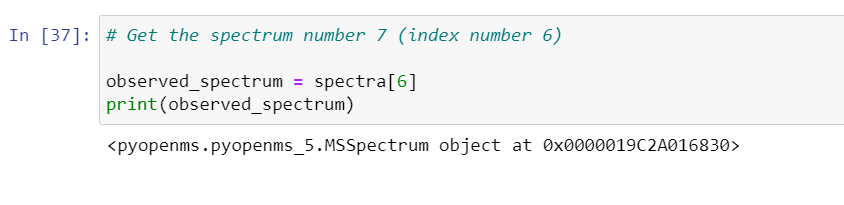 In [37]: # Get the spectrum number 7 (index number 6)
observed_spectrum = spectra[6]
print(observed_spectrum)
<pyopenms.pyopenms_5.MSSpectrum object at 0x0000019C2A016830>